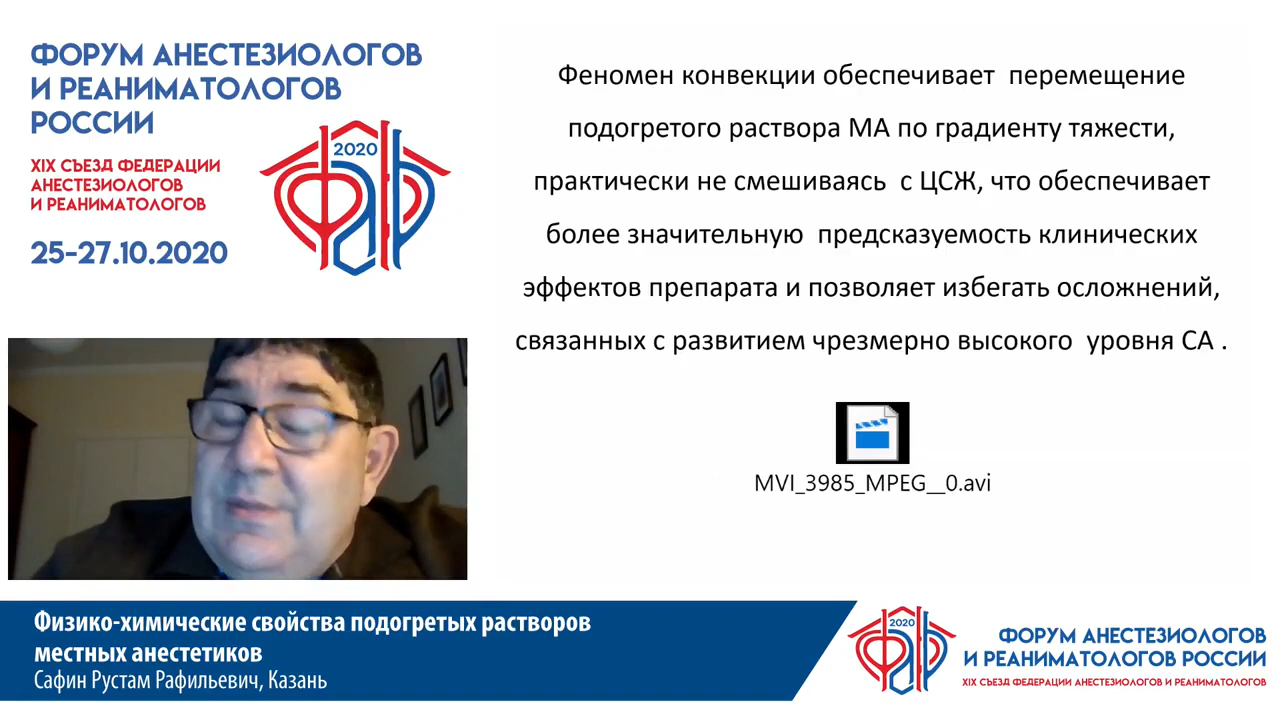 ФОРУМ АНЕСТЕЗИОЛОГОВ
И РЕАНИМАТОЛОГОВ
РОССИИ
XIX СЪЕЗД ФЕДЕРАЦИИ
АНЕСТЕЗИОЛОГОВ
И РЕАНИМАТОЛОГОВ
25-27.10.2020
2020
Феномен конвекции обеспечивает перемещение
подогретого раствора МА по градиенту тяжести,
практически не смешиваясь с ЦСЖ, что обеспечивает
более значительную предсказуемость клинических
эффектов препарата и позволяет избегать осложнений,
связанных с развитием чрезмерно высокого уровня СА .
MVI_3985_MPEG__0.avi
Физико-химические свойства подогретых растворов
местных анестетиков
Сафин Рустам Рафильевич, Казань
2020
ФОРУМ АНЕСТЕЗИОЛОГОВ
И РЕАНИМАТОЛОГОВ РОССИИ
XIX СЪЕЗД ФЕДЕРАЦИИ АНЕСТЕЗИОЛОГОВ И РЕАНИМАТОЛОГОВ